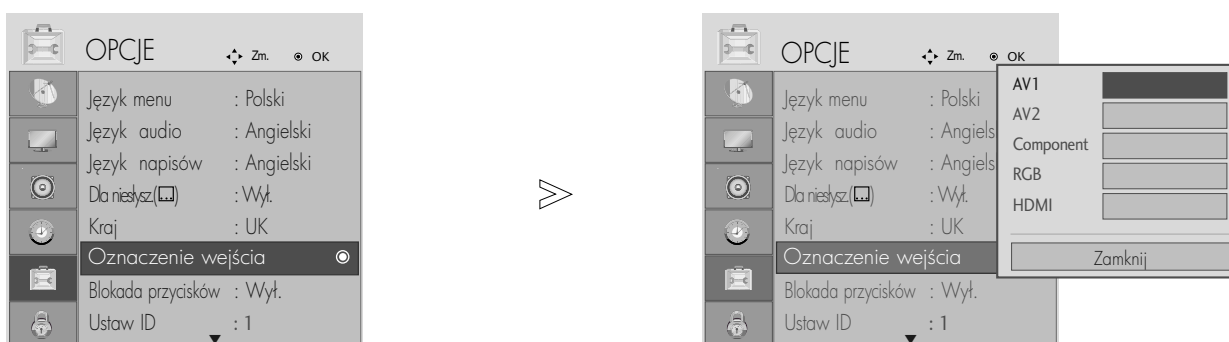 OPCJE Zm. OK
Język menu : Polski
Język audio : Angielski
Język napisów : Angielski
Dla niesłysz.( ) : Wył.
Kraj : UK
Oznaczenie wejścia
Blokada przycisków : Wył.
Ustaw ID : 1
OPCJE Zm. OK
Język menu : Polski
Język audio : Angiels
Język napisów : Angiels
Dla niesłysz.( ) : Wył.
Kraj : UK
Oznaczenie wejścia
Blokada przycisków : Wył.
Ustaw ID : 1
AV1
AV2
Component
RGB
HDMI
Zamknij